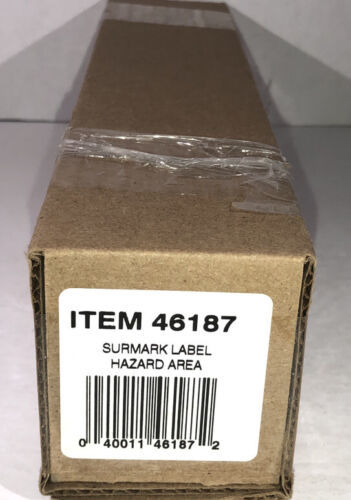 ITEM 46187
SURMARK LABEL
HAZARD AREA
0 40011 46187 2